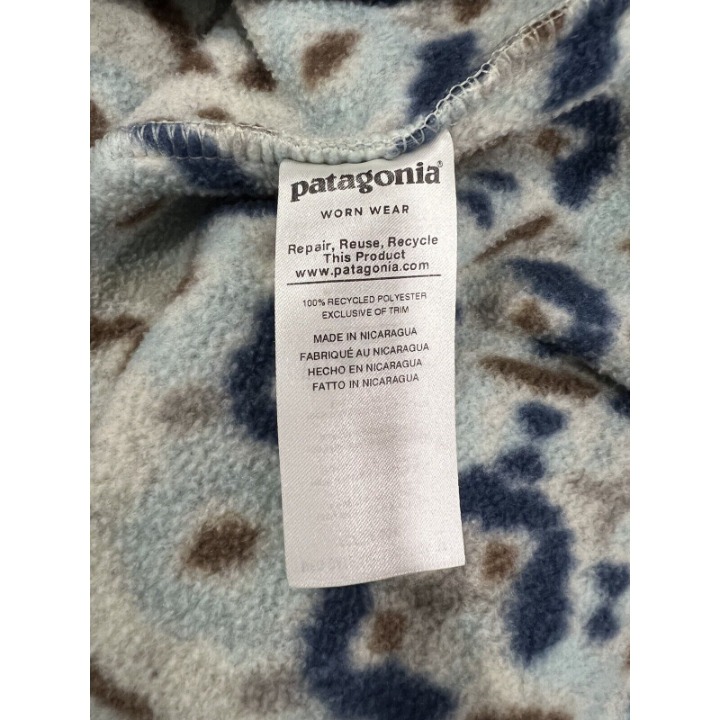 patagonia®
WORN WEAR
Repair, Reuse, Recycle
This Product
www.patagonia.com
100% RECYCLED POLYESTER
EXCLUSIVE OF TRIM
MADE IN NICARAGUA
FABRIQUÉ AU NICARAGUA
HECHO EN NICARAGUA
FATTO IN NICARAGUA